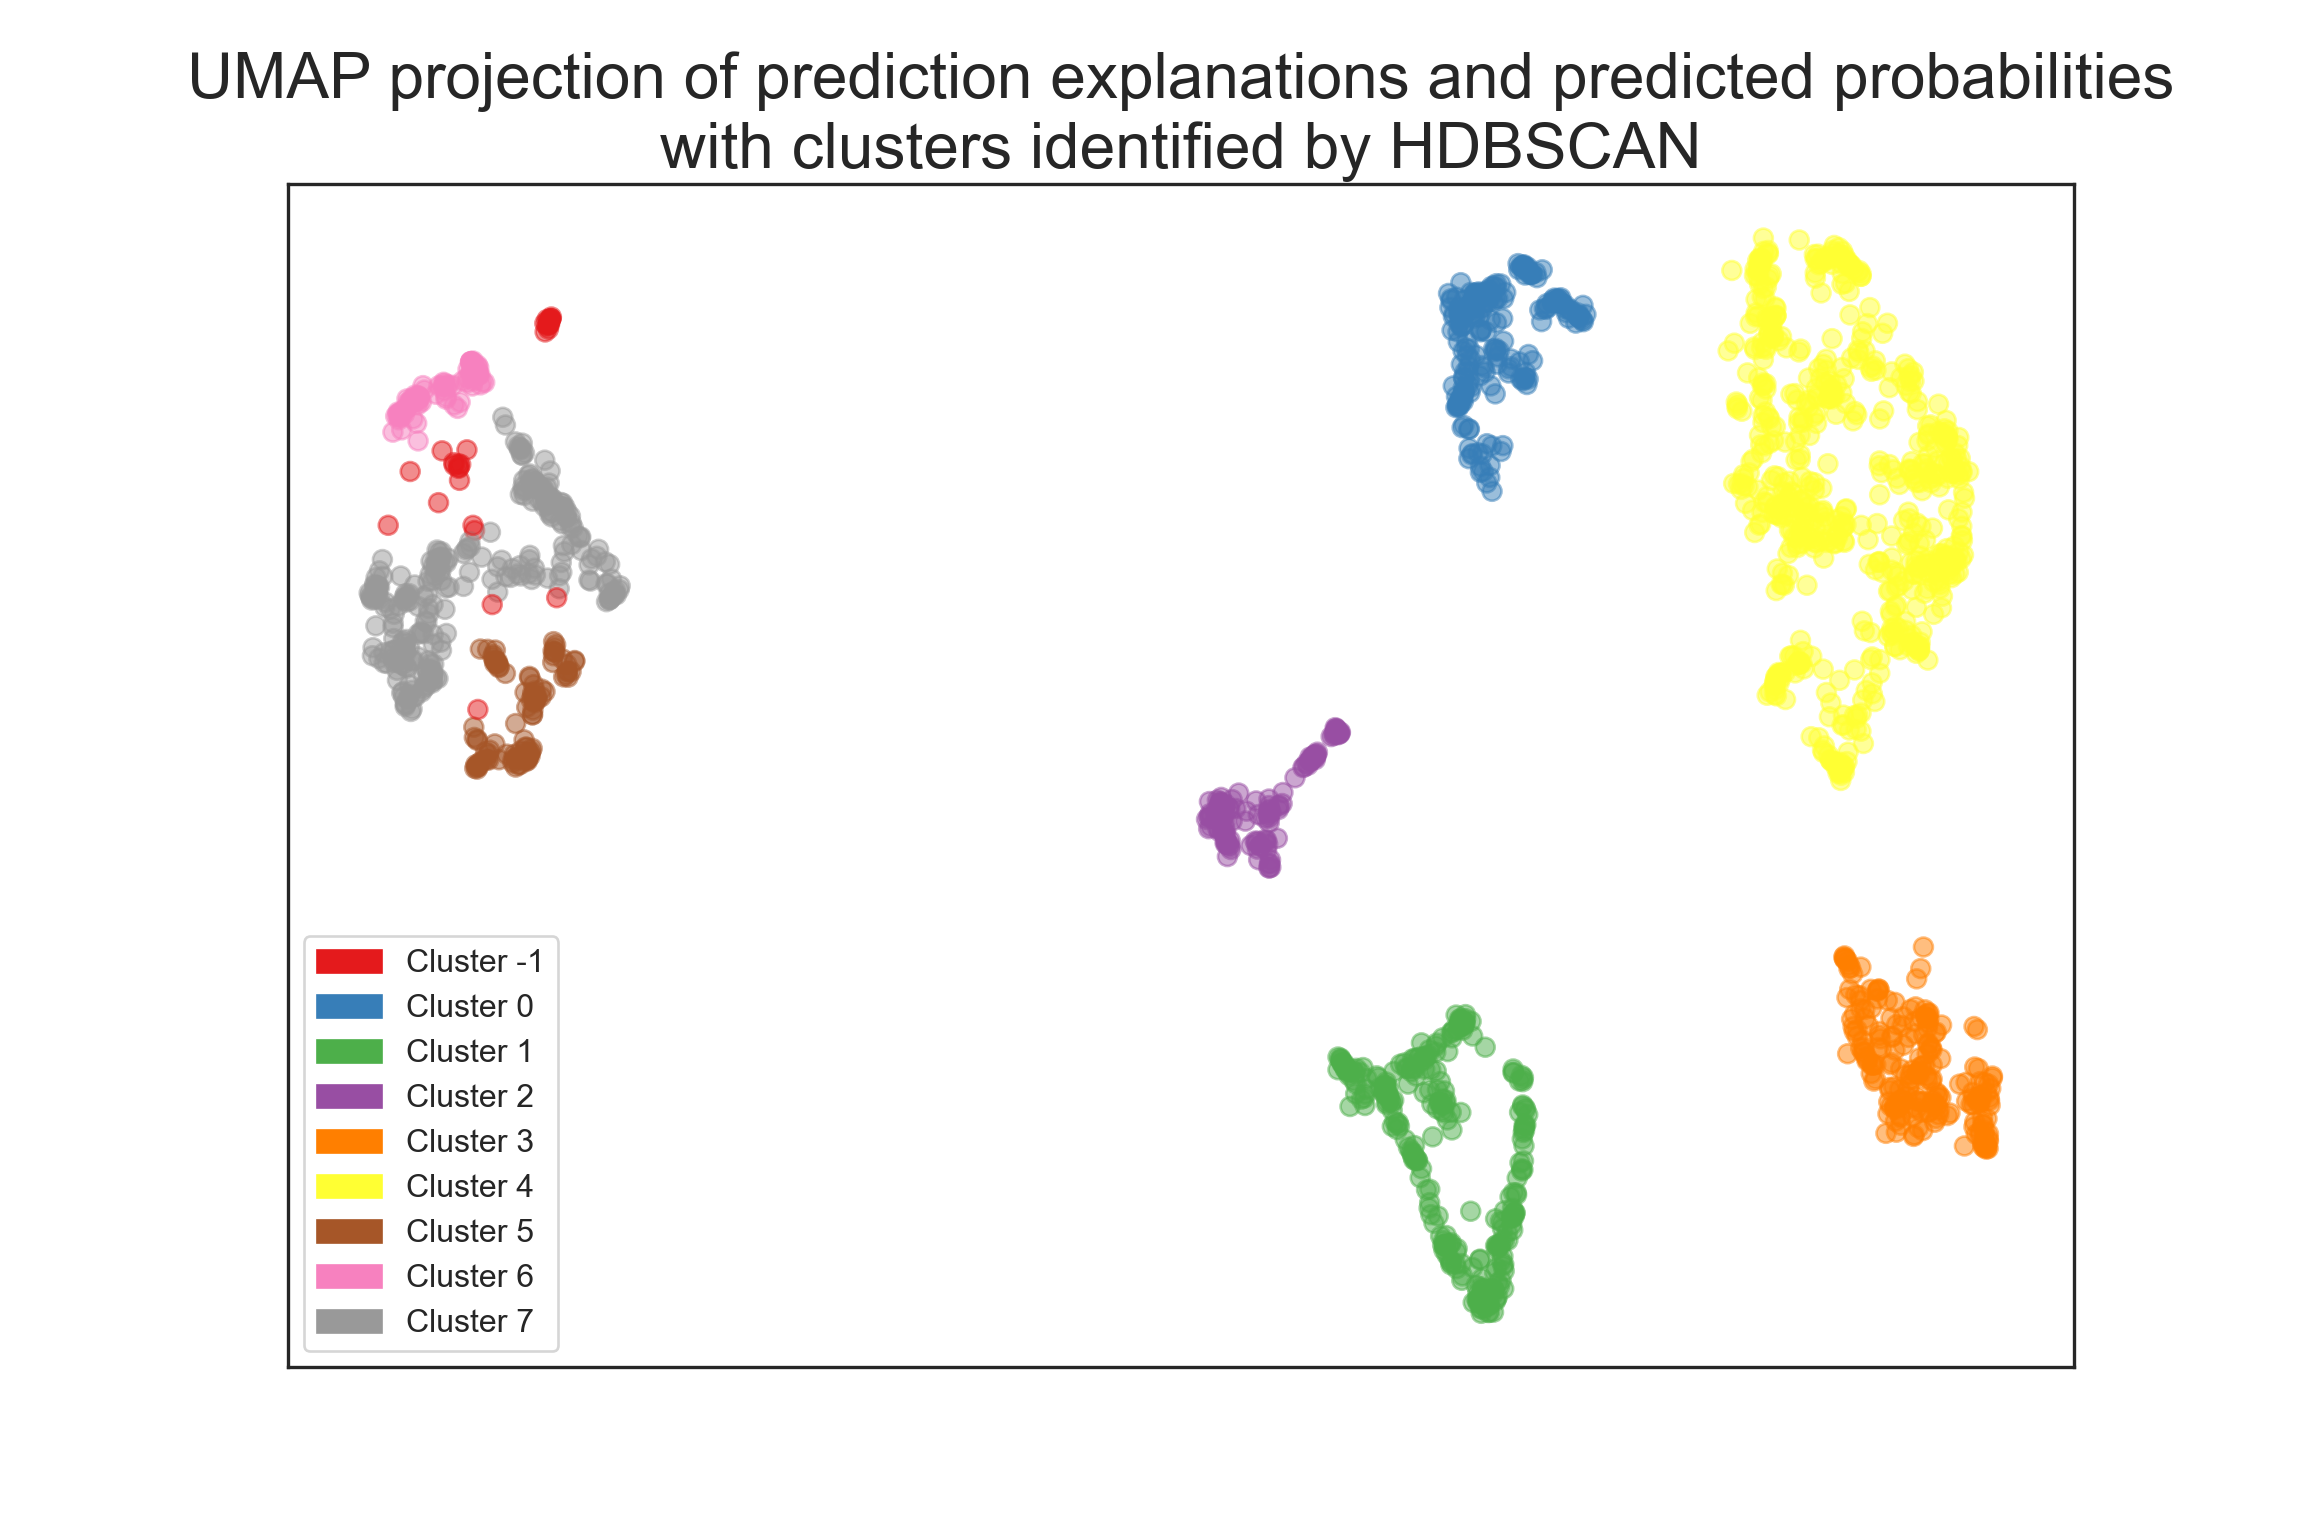 UMAP projection of prediction explanations and predicted probabilities
with clusters identified by HDBSCAN
Cluster -1
Cluster 0
Cluster 1
Cluster 2
Cluster 3
Cluster 4
Cluster 5
Cluster 6
Cluster 7